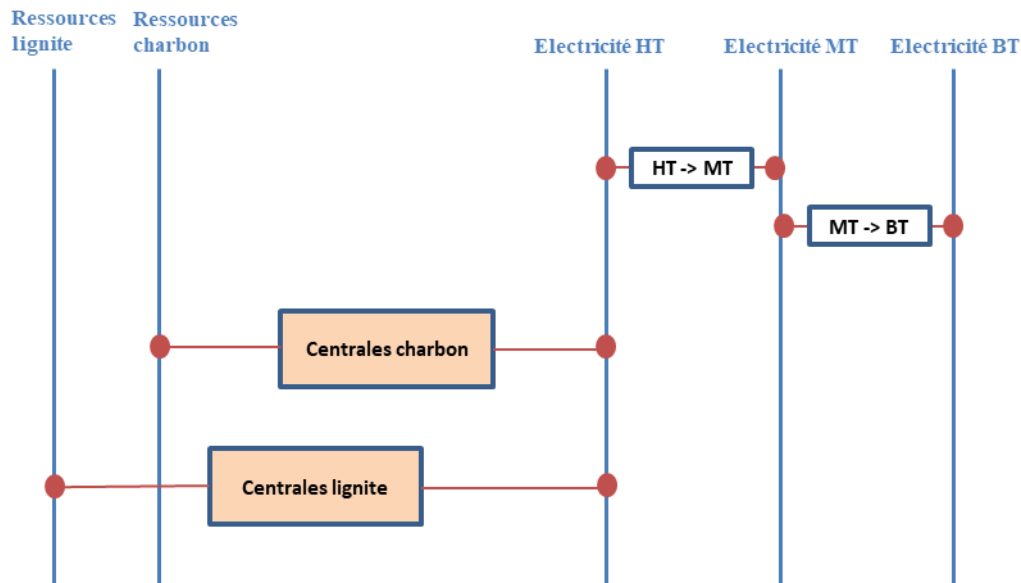 Ressources
lignite
Ressources
charbon
Electricité HT
Electricité MT
Electricité BT
HT -> MT
MT -> BT
Centrales charbon
Centrales lignite